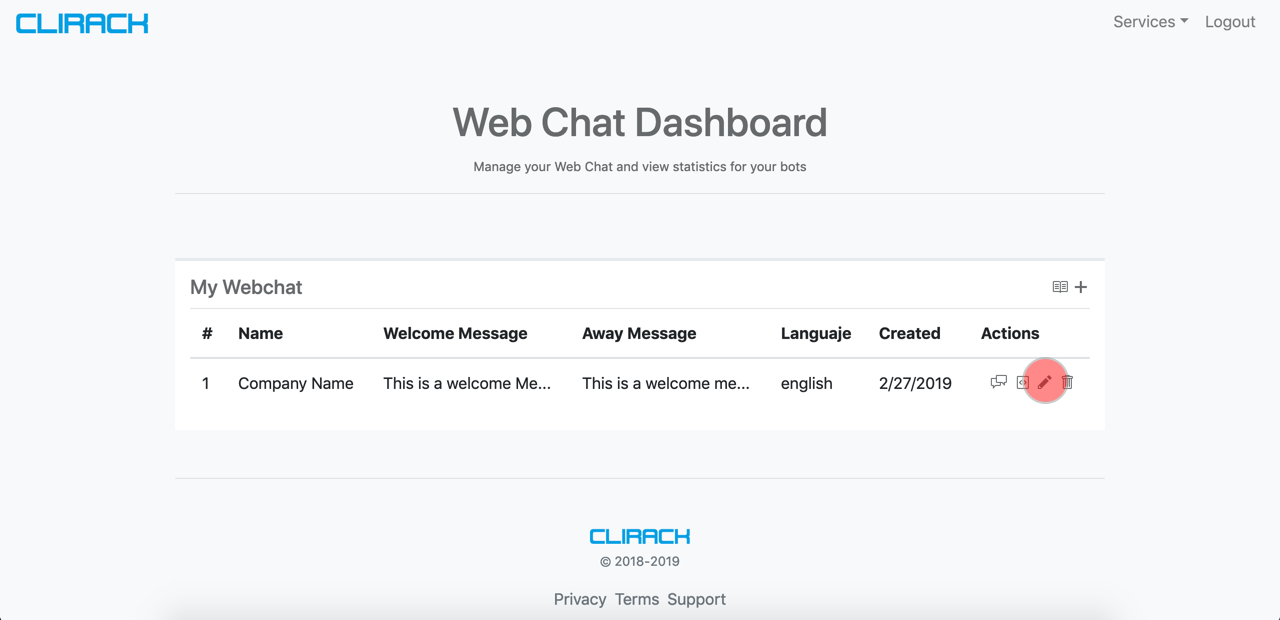 CLIRACK
Services Logout
Web Chat Dashboard
Manage your Web Chat and view statistics for your bots
My Webchat
# Name Welcome Message Away Message Languaje Created Actions
1 Company Name This is a welcome Me... This is a welcome me... english 2/27/2019
CLIRACK
© 2018-2019
Privacy Terms Support